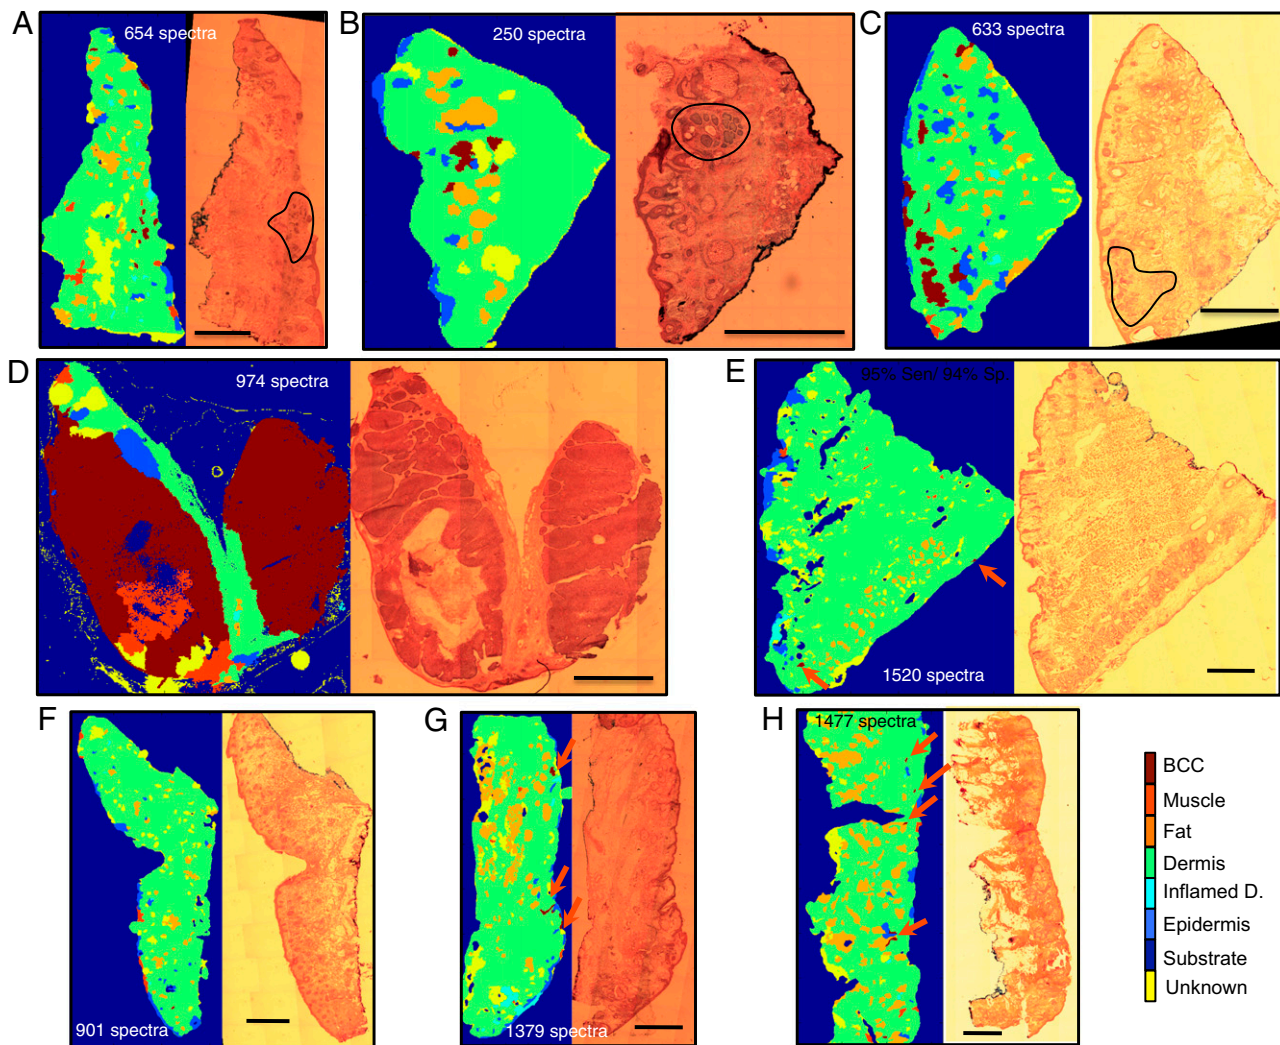 A
654 spectra
B
250 spectra
C
633 spectra
D
974 spectra
E
95% Sen/ 94% Sp.
1520 spectra
F
901 spectra
G
1379 spectra
H
1477 spectra
BCC
Muscle
Fat
Dermis
Inflamed D.
Epidermis
Substrate
Unknown